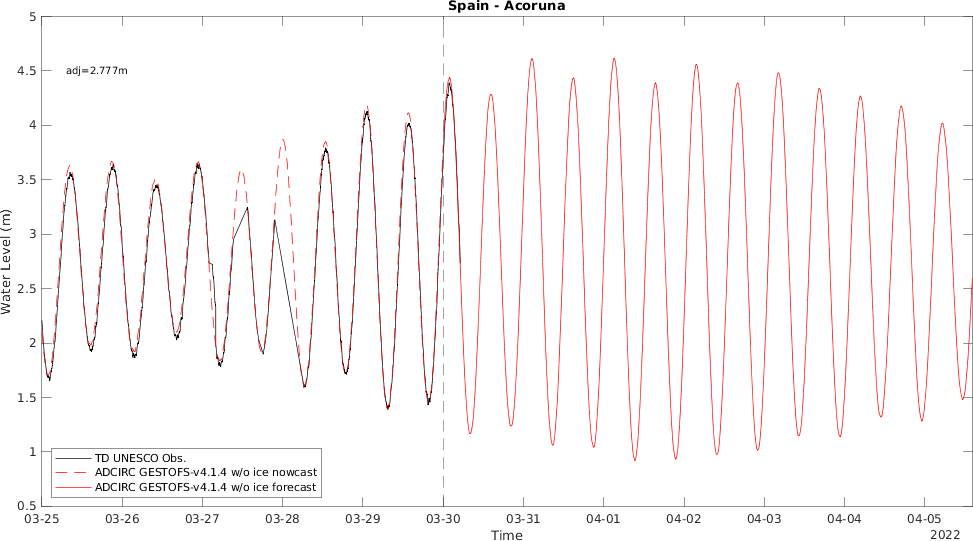 Spain - Acoruna
5
4.5
4
3.5
3
2.5
2
1.5
1
0.5
Water Level (m)
adj=2.777m
TD UNESCO Obs.
ADCIRC GESTOFS-v4.1.4 w/o ice nowcast
ADCIRC GESTOFS-v4.1.4 w/o ice forecast
03-25 03-26 03-27 03-28 03-29 03-30 03-31 04-01 04-02 04-03 04-04 04-05
2022
Time